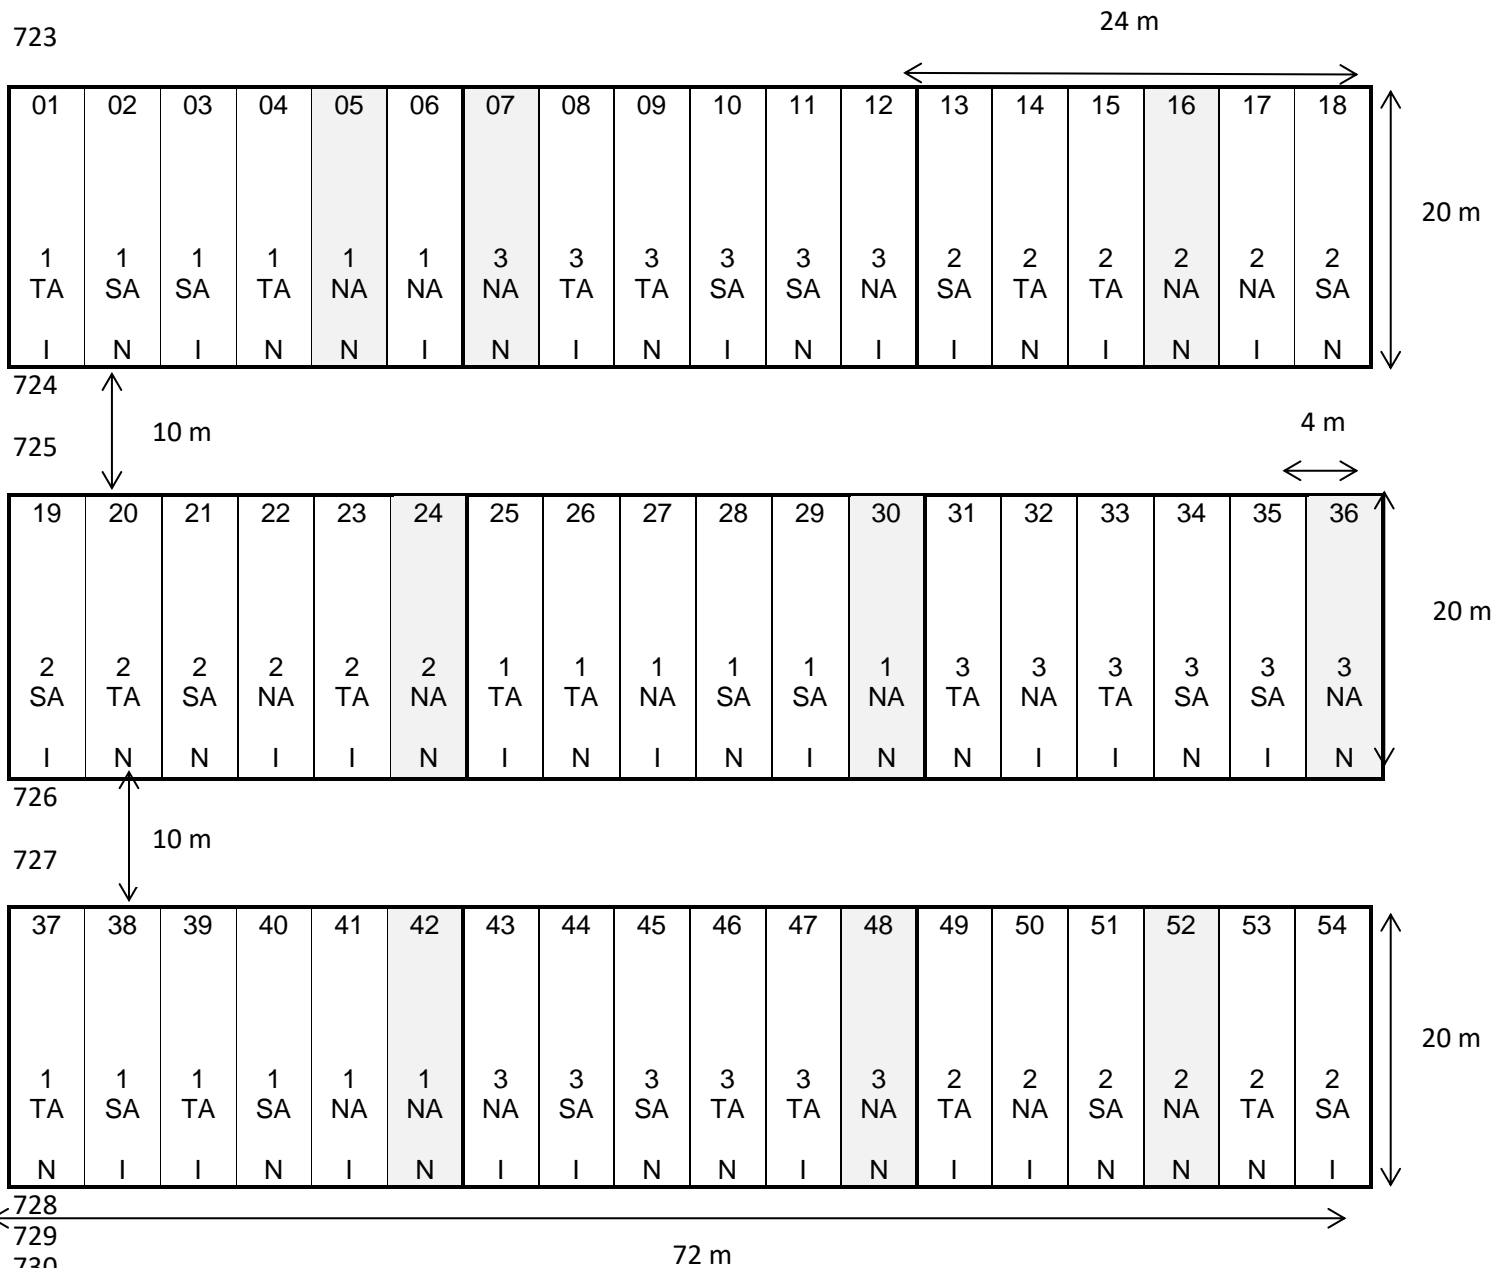 723
24 m
01 02 03 04 05 06 07 08 09 10 11 12 13 14 15 16 17 18
20 m
1 1 1 1 1 1 3 3 3 3 3 3 2 2 2 2 2 2
TA SA SA TA NA NA NA TA TA SA SA NA SA TA TA NA NA SA
I N I N N I N I N I N I I N I N I N
724
10 m
4 m
725
19 20 21 22 23 24 25 26 27 28 29 30 31 32 33 34 35 36
20 m
2 2 2 2 2 2 1 1 1 1 1 1 3 3 3 3 3 3
SA TA SA NA TA NA TA TA NA SA SA NA TA NA TA SA SA NA
I N N I I N I N I N I N N I I N I N
726
10 m
727
37 38 39 40 41 42 43 44 45 46 47 48 49 50 51 52 53 54
20 m
1 1 1 1 1 1 3 3 3 3 3 3 2 2 2 2 2 2
TA SA TA SA NA NA NA SA SA TA TA NA TA NA SA NA TA SA
N I I N I N I I N N I N I I N N N I
728
729
72 m
730